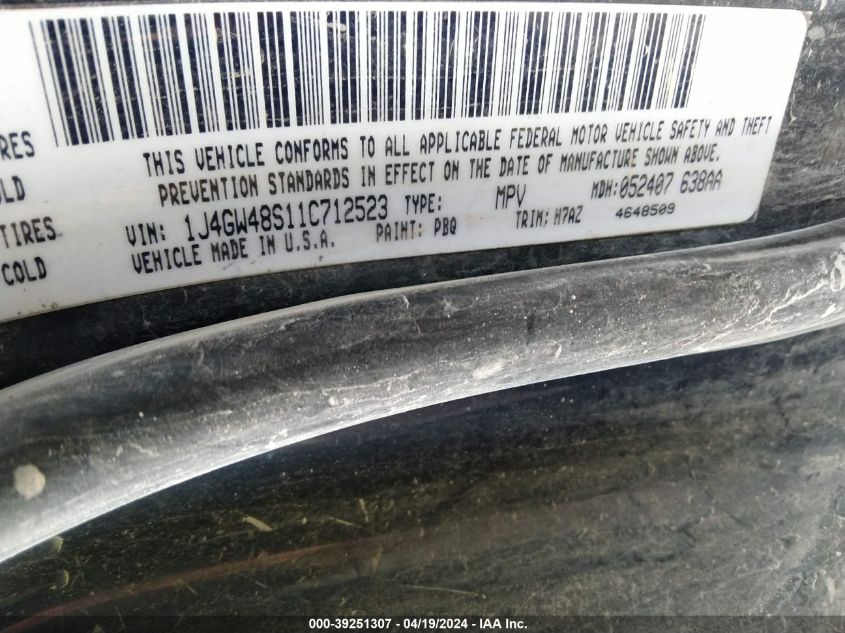 THIS VEHICLE CONFORMS TO ALL APPLICABLE FEDERAL MOTOR VEHICLE SAFETY AND THEFT
PREVENTION STANDARDS IN EFFECT ON THE DATE OF MANUFACTURE SHOWN ABOVE.
VIN: 1J4GW48S11C712523 TYPE: MPV MDH:052407 638AA
VEHICLE MADE IN U.S.A. PAINT: PBQ TRIM: H7AZ 4648509
RES
LD
TIRES
COLD
000-39251307 - 04/19/2024 - IAA Inc.